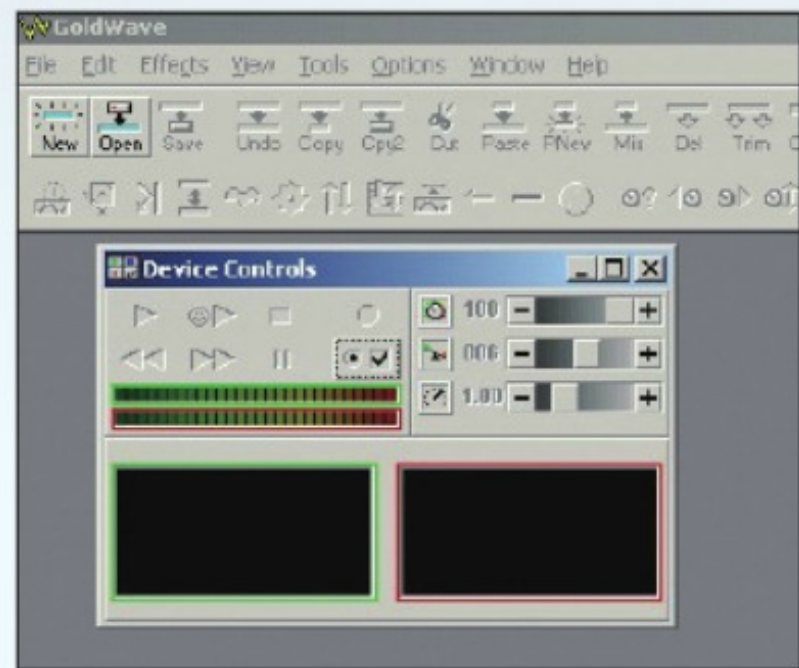 GoldWave
File Edit Effects View Tools Options Window Help
New Open Save Undo Copy Cpy2 Cut Paste PNew Mix Del Trim
Device Controls
100
000
1.00